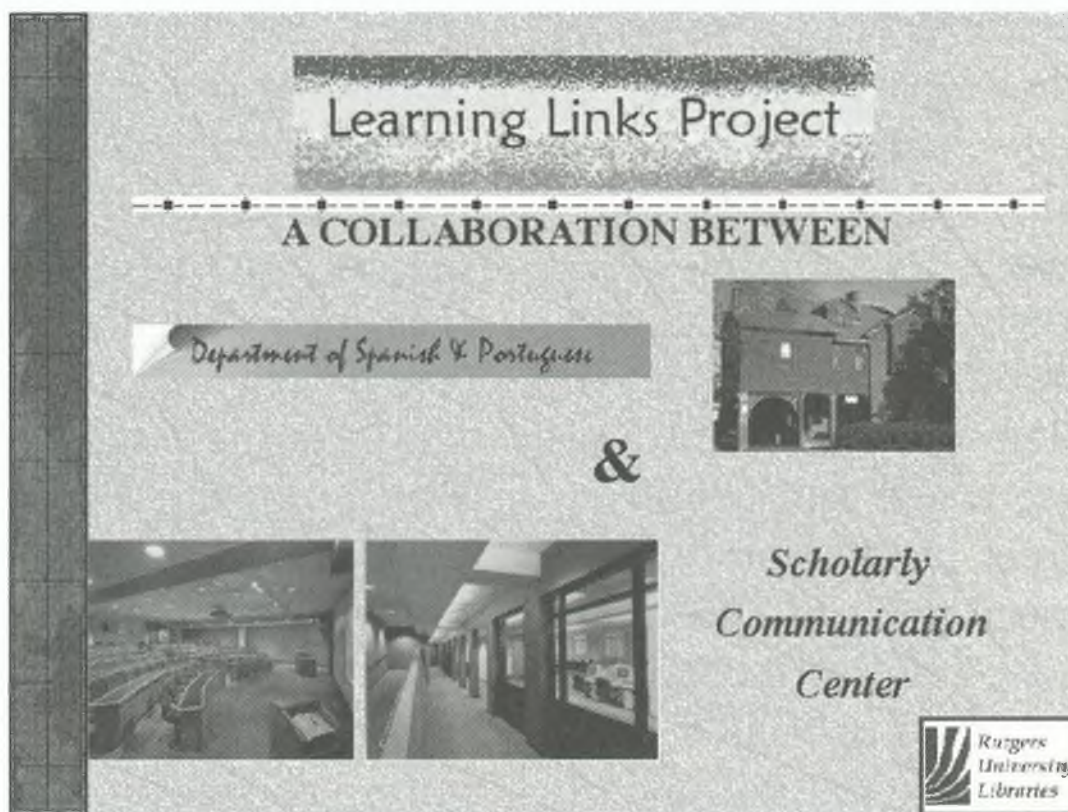 Learning Links Project
A COLLABORATION BETWEEN
Department of Spanish & Portuguese
&
Scholarly
Communication
Center
Rutgers
University
Libraries